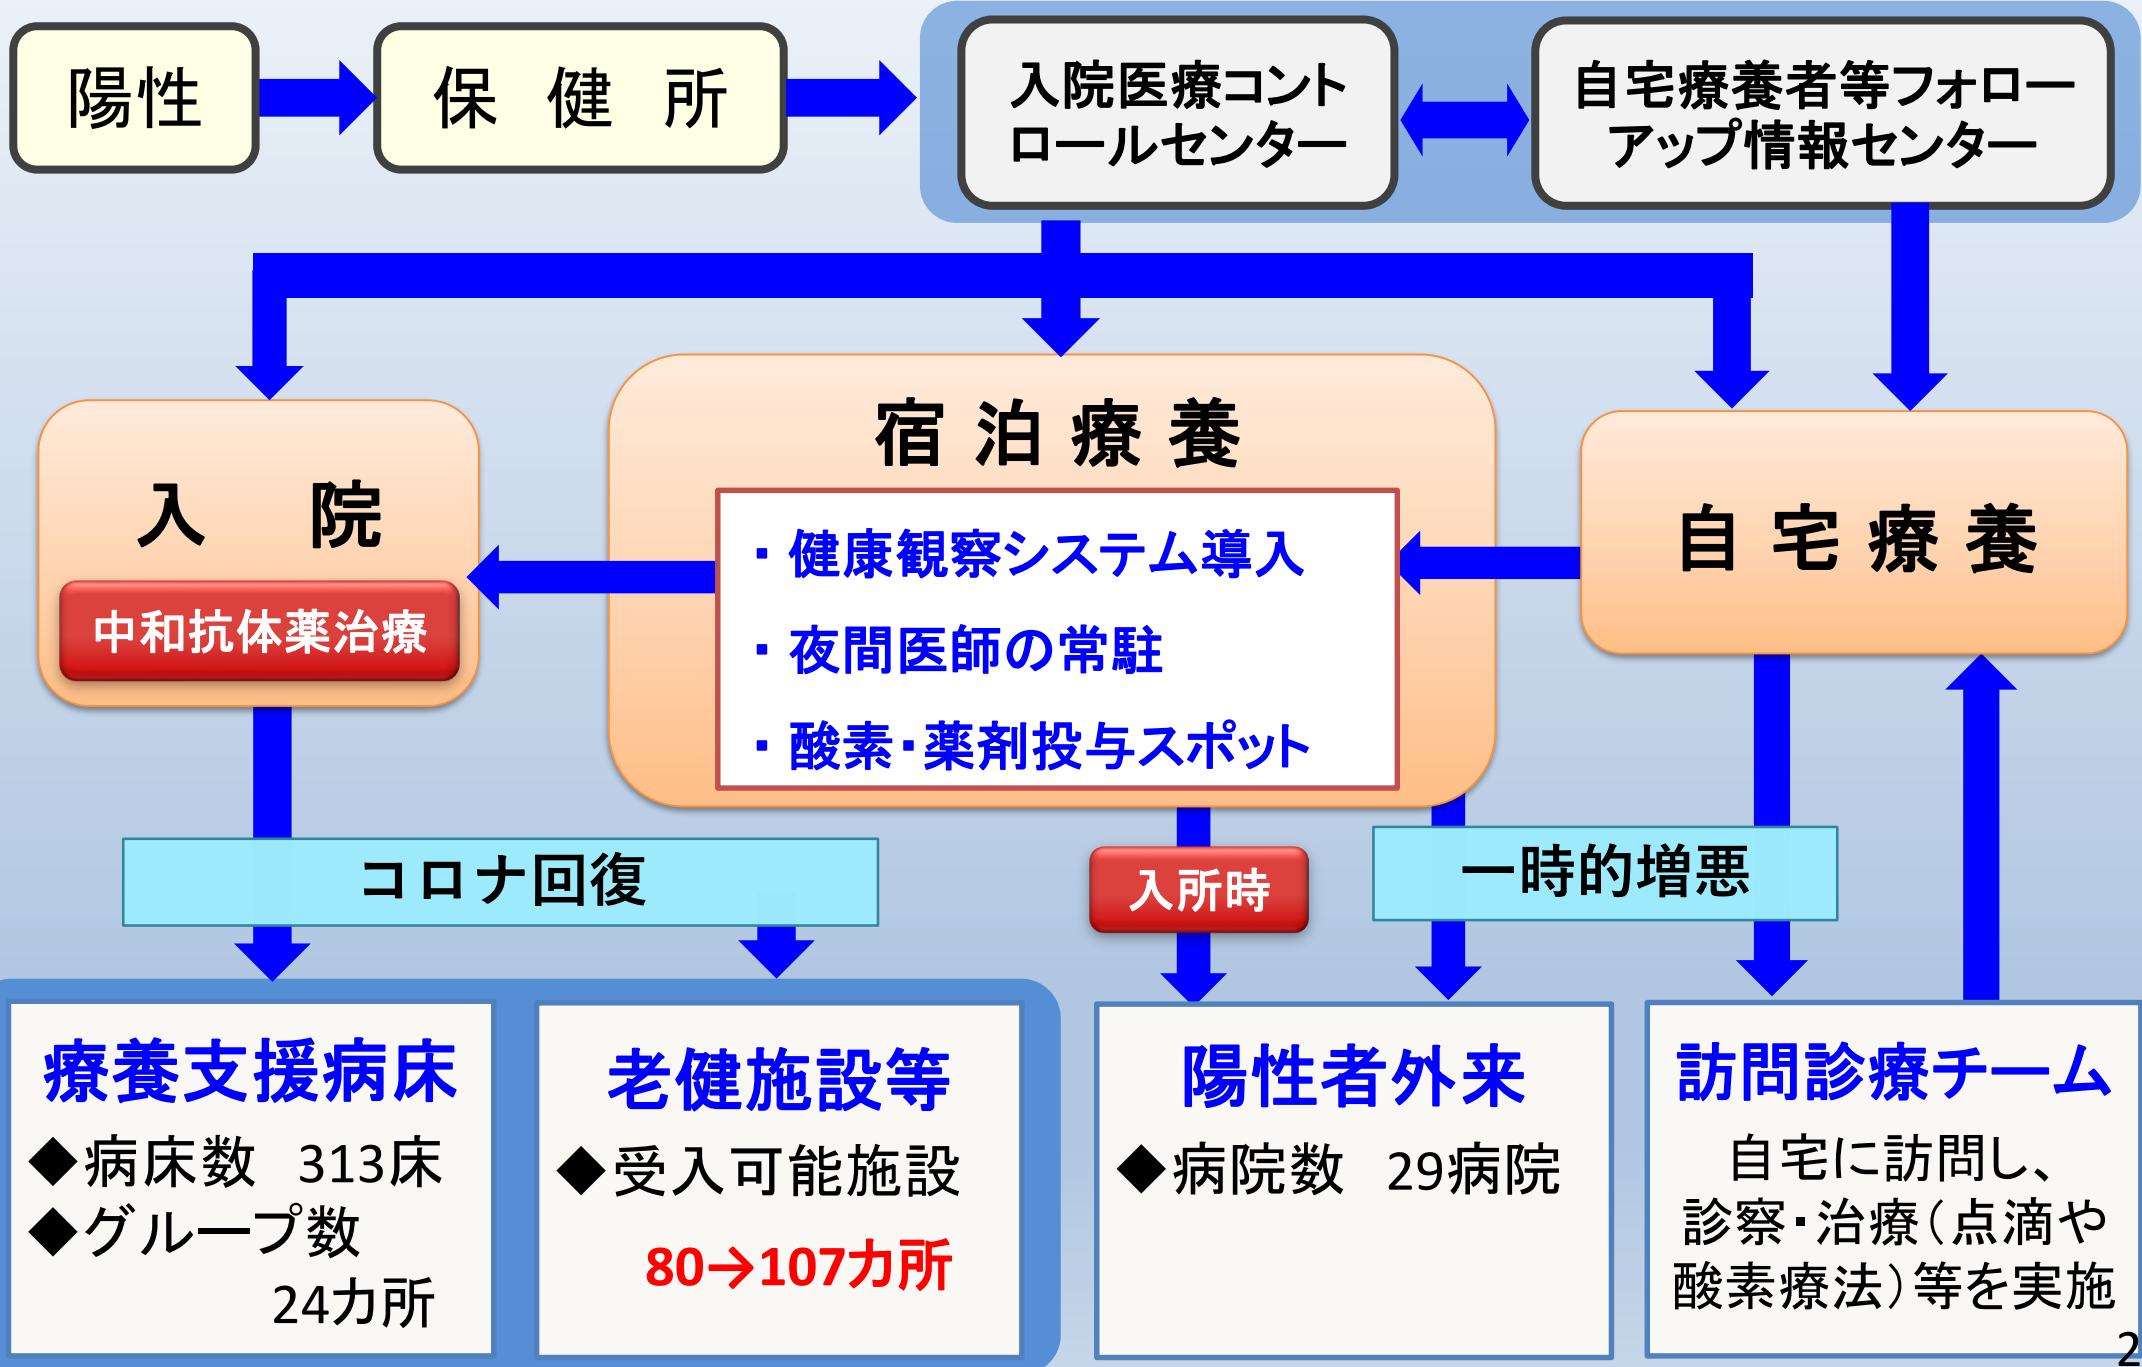 陽性
保　健　所
入院医療コント
ロールセンター
自宅療養者等フォロー
アップ情報センター
入　院
中和抗体薬治療
宿 泊 療 養
・健康観察システム導入
・夜間医師の常駐
・酸素・薬剤投与スポット
自 宅 療 養
コロナ回復
入所時
一時的増悪
療養支援病床
◆病床数　313床
◆グループ数
24カ所
老健施設等
◆受入可能施設
80→107カ所
陽性者外来
◆病院数　29病院
訪問診療チーム
自宅に訪問し、
診察・治療（点滴や
酸素療法）等を実施
2